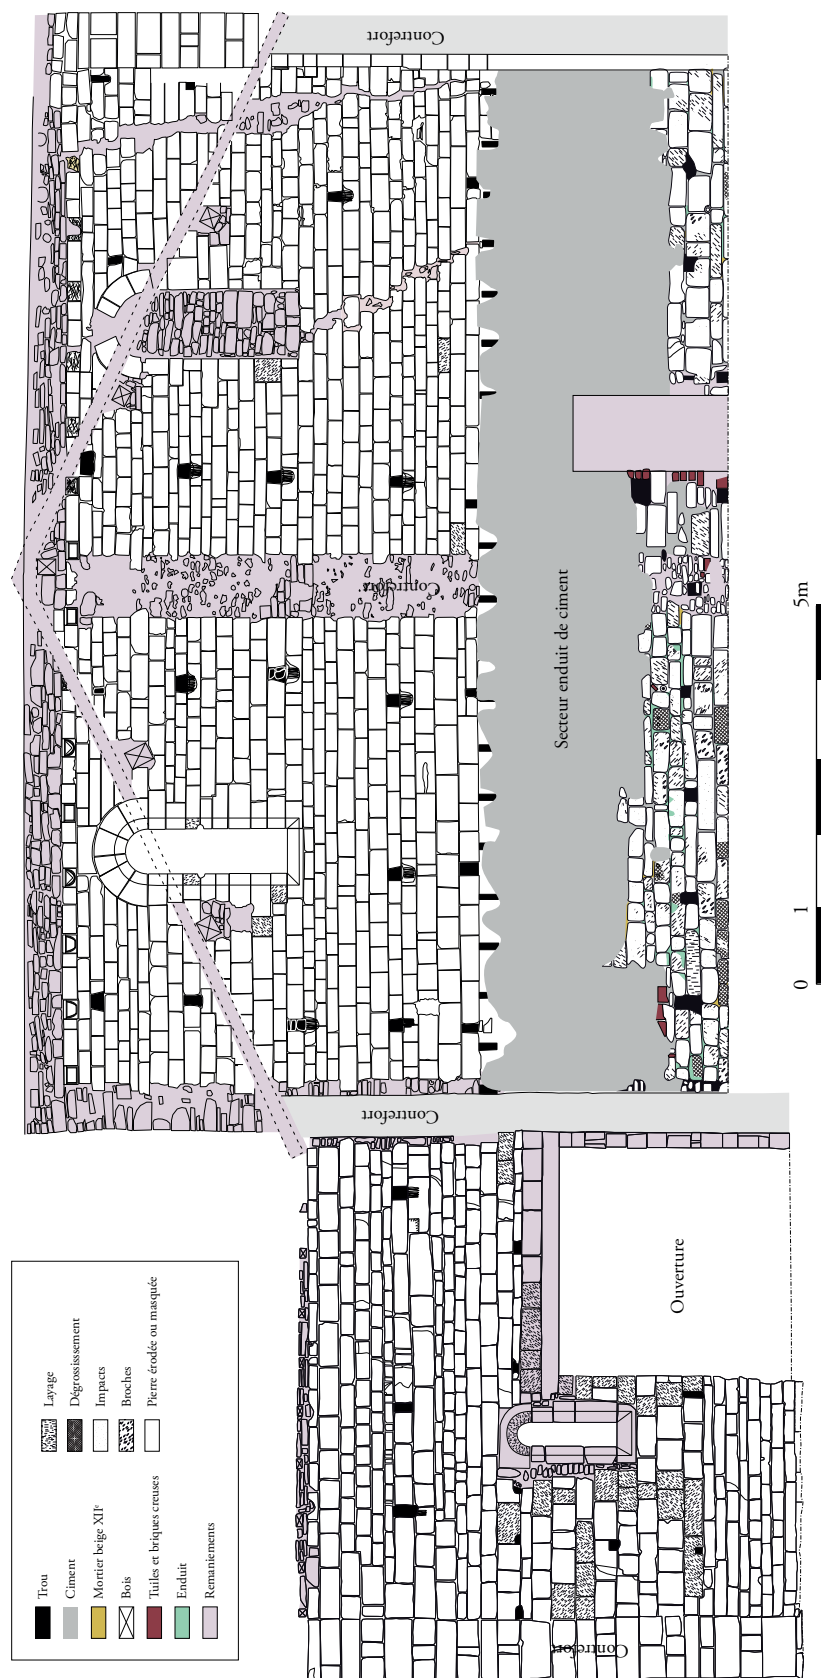 Contrefort
Contrefort
Secteur enduit de ciment
Contrefort
Ouverture
Contrefort
0 1 5m
Trou
Ciment
Mortier beige XIIe
Bois
Tuiles et briques creuses
Enduit
Remaniements
Layage
Dégrossisssement
Impacts
Broches
Pierre érodée ou masquée